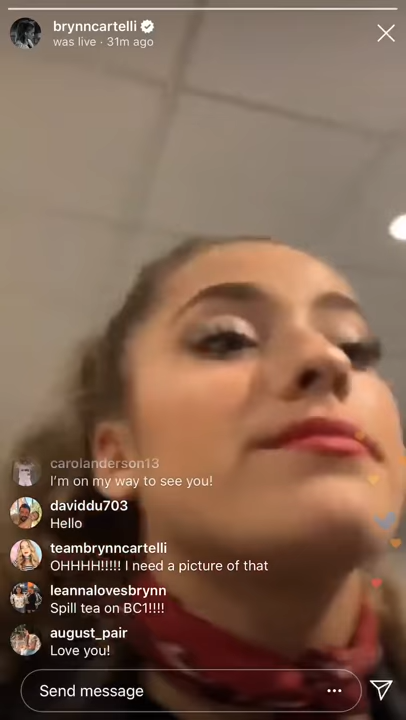 brynncartelli
was live · 31m ago
carolanderson13
I'm on my way to see you!
daviddu703
Hello
teambrynncartelli
OHHHH!!!!! I need a picture of that
leannalovesbrynn
Spill tea on BC1!!!!
august_pair
Love you!
Send message